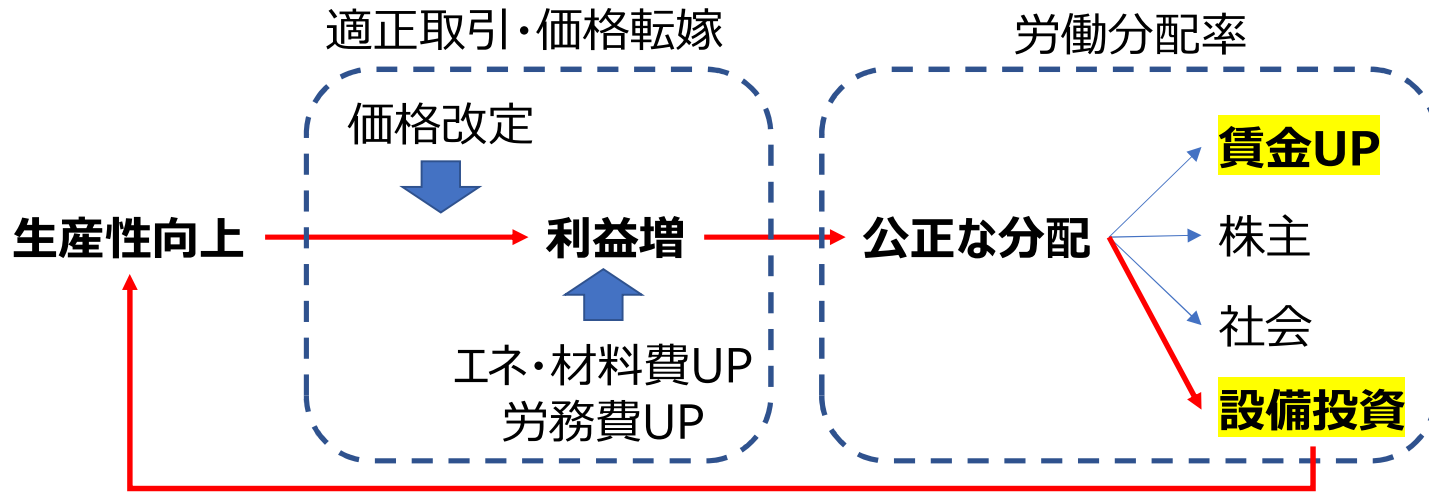 適正取引・価格転嫁
労働分配率
価格改定
賃金UP
生産性向上
利益増
公正な分配
株主
社会
エネ・材料費UP
労務費UP
設備投資